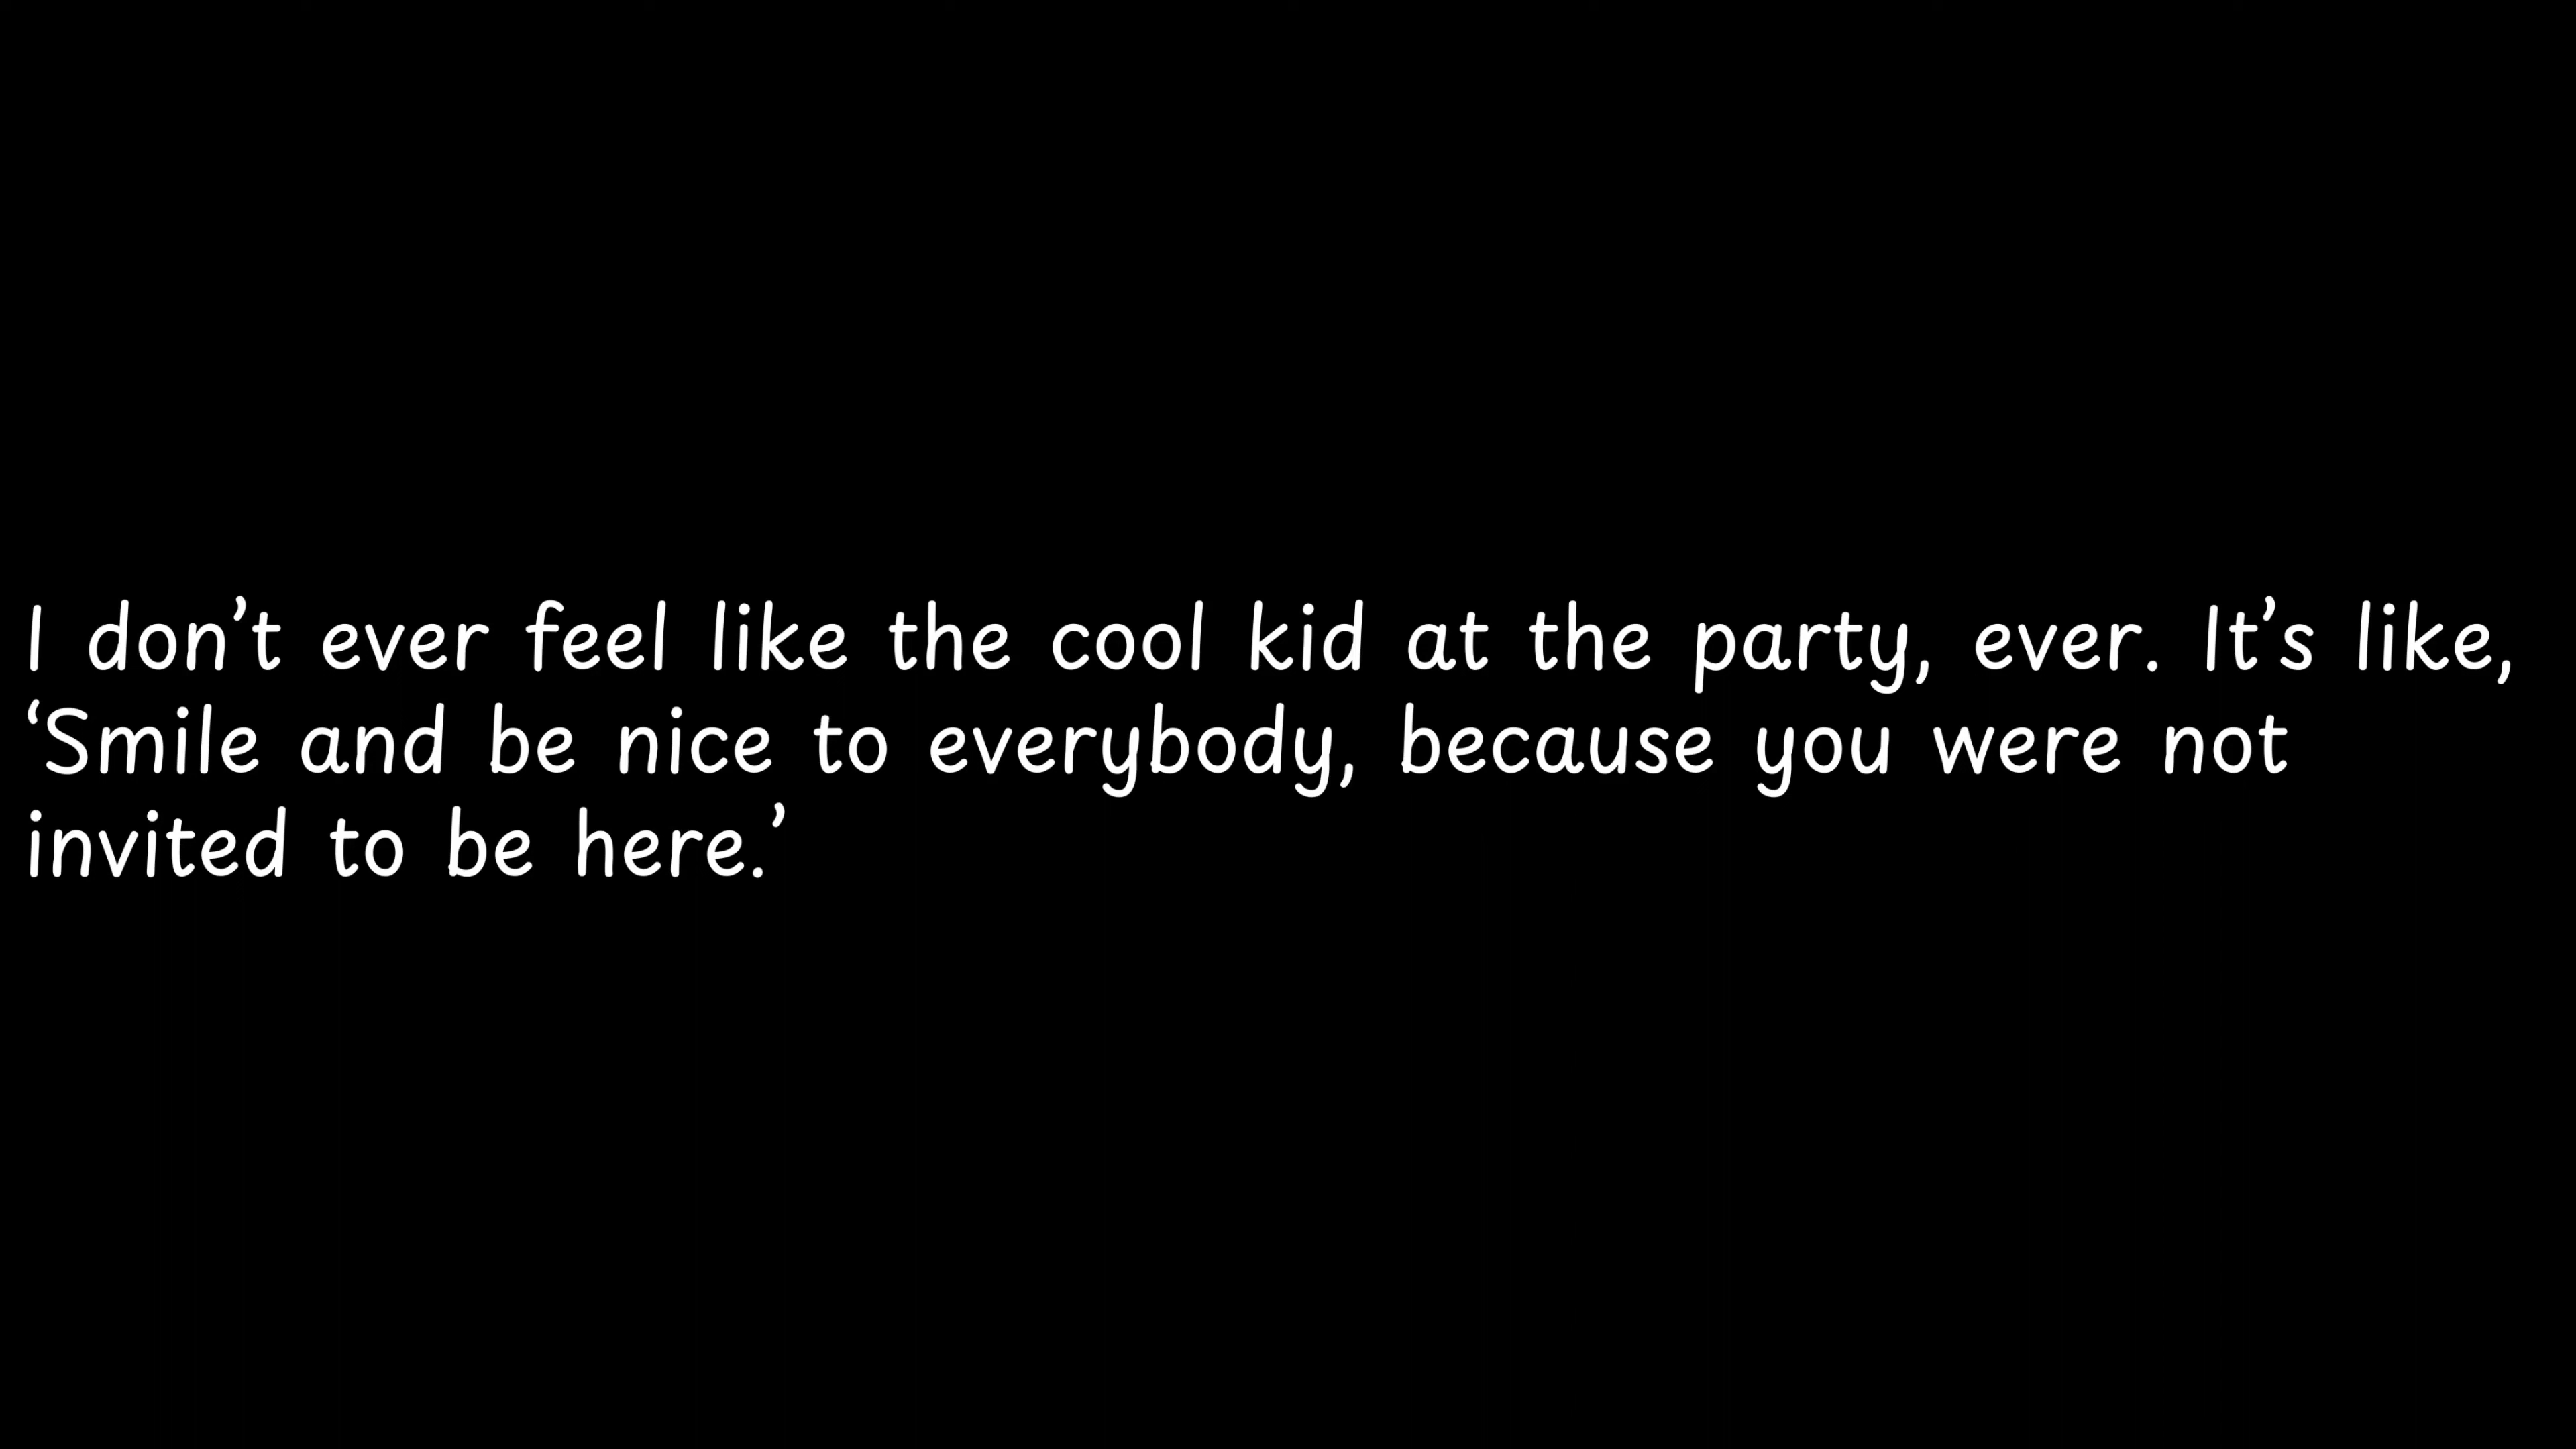 I don’t ever feel like the cool kid at the party, ever. It’s like,
‘Smile and be nice to everybody, because you were not
invited to be here.’